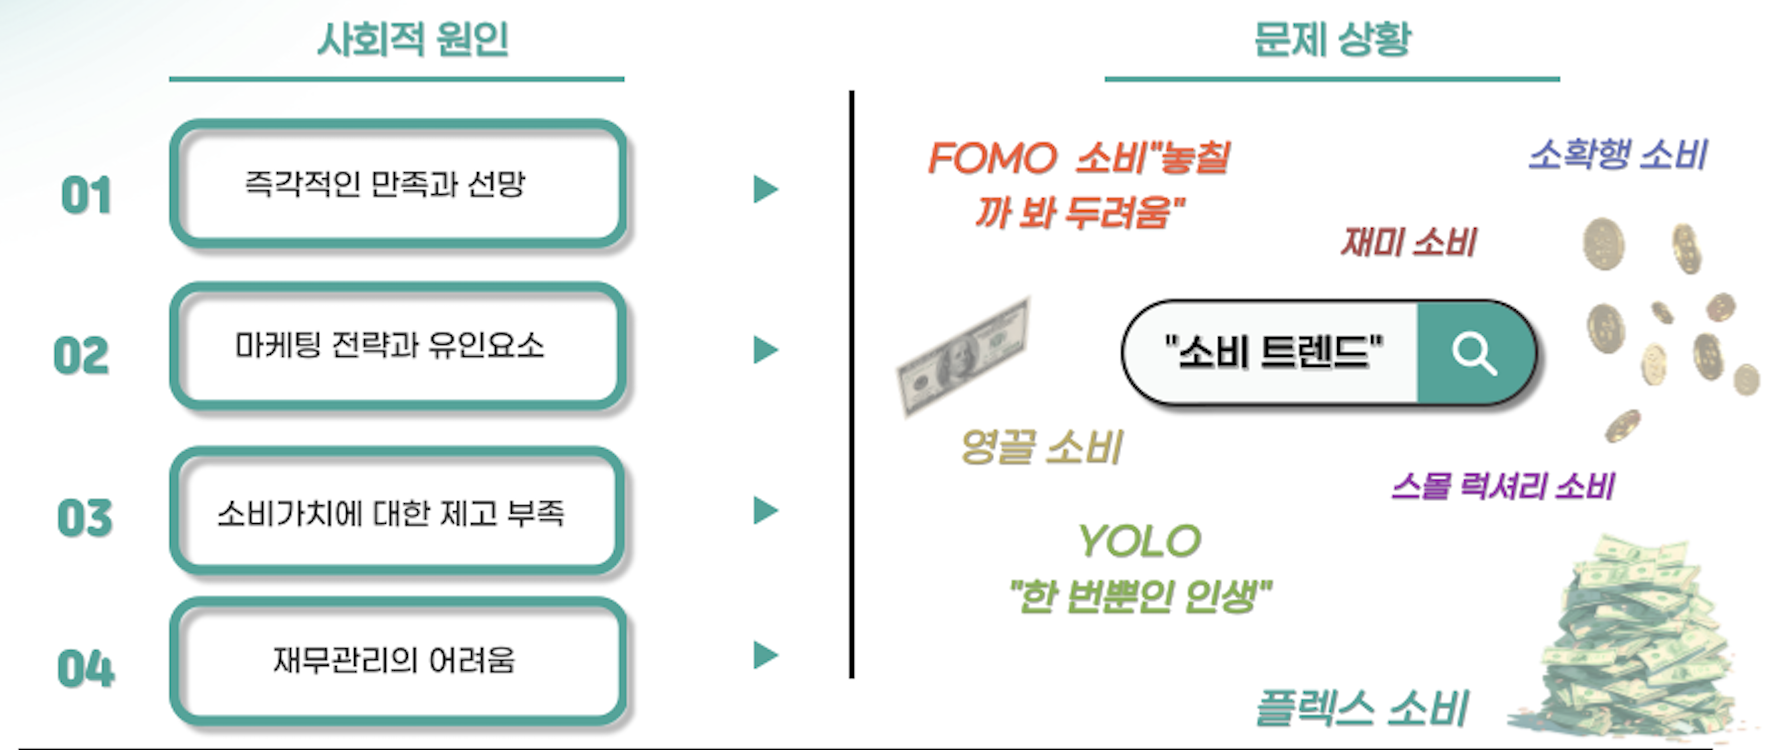 사회적 원인
01
즉각적인 만족과 선망
02
마케팅 전략과 유인요소
03
소비가치에 대한 제고 부족
04
재무관리의 어려움
문제 상황
FOMO 소비"놓칠
까 봐 두려움"
소확행 소비
재미 소비
"소비 트렌드"
영끌 소비
스몰 럭셔리 소비
YOLO
"한 번뿐인 인생"
플렉스 소비